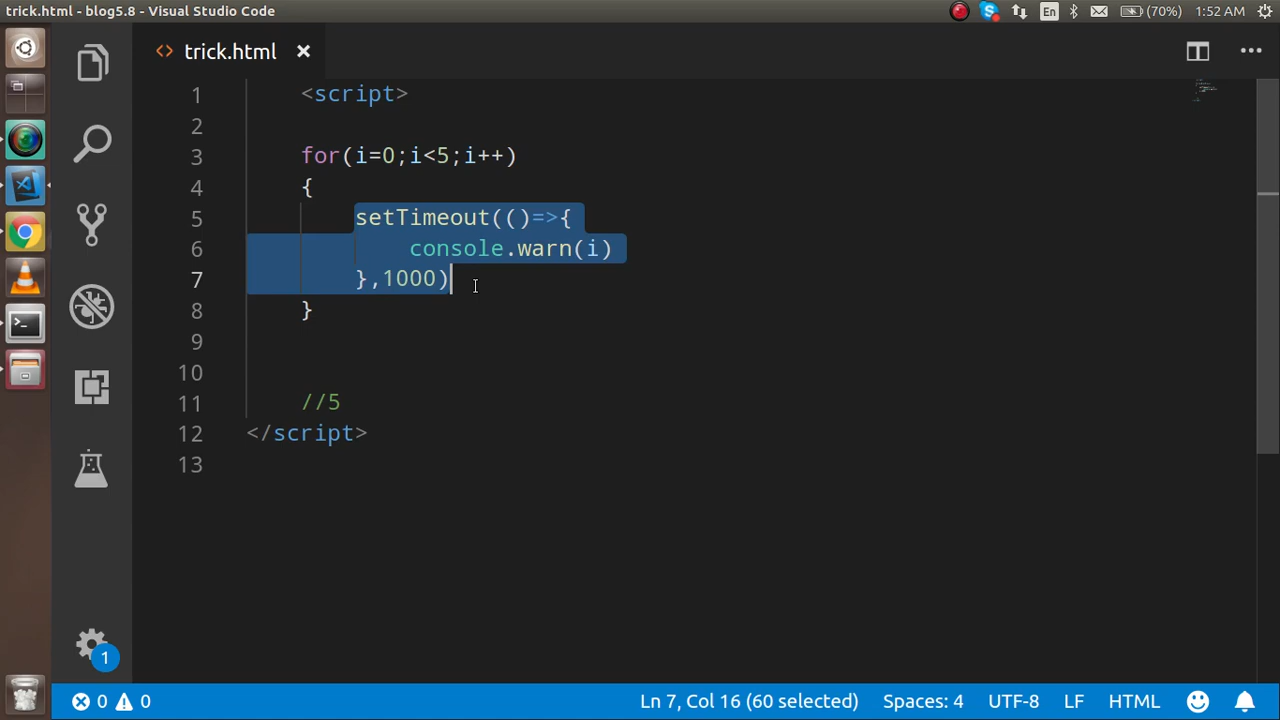 trick.html - blog5.8 - Visual Studio Code
En (70%) 1:52 AM
<> trick.html ×
1 <script>
2
3 for(i=0;i<5;i++)
4 {
5 setTimeout(()=>{
6 console.warn(i)
7 },1000)
8 }
9
10
11 //5
12 </script>
13
1
0 0 Ln 7, Col 16 (60 selected) Spaces: 4 UTF-8 LF HTML